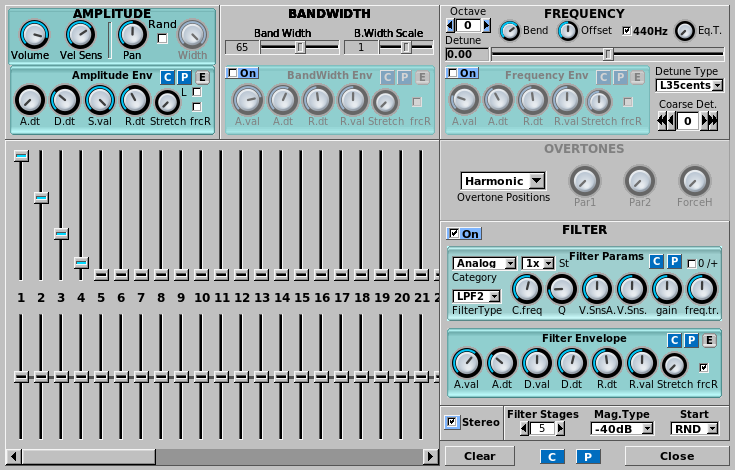 AMPLITUDE
Rand
Volume Vel Sens Pan Width
Amplitude Env C P E
L
A.dt D.dt S.val R.dt Stretch frcR
BANDWIDTH
Band Width B.Width Scale
65 1
On BandWidth Env C P E
A.val A.dt R.dt R.val Stretch frcR
FREQUENCY
Octave
0 Bend Offset 440Hz Eq.T.
Detune
0.00
On Frequency Env C P E
A.val A.dt R.dt R.val Stretch frcR
Detune Type
L35cents
Coarse Det.
0
OVERTONES
Harmonic
Overtone Positions
Par1 Par2 ForceH
1 2 3 4 5 6 7 8 9 10 11 12 13 14 15 16 17 18 19 20 21 2
On FILTER
Filter Params C P
Analog 1x St 0 /+
Category
LPF2
FilterType C.freq Q V.SnsA. V.Sns. gain freq.tr.
Filter Envelope C P E
A.val A.dt D.val D.dt R.dt R.val Stretch frcR
Stereo
Filter Stages Mag.Type Start
5 -40dB RND
Clear C P Close